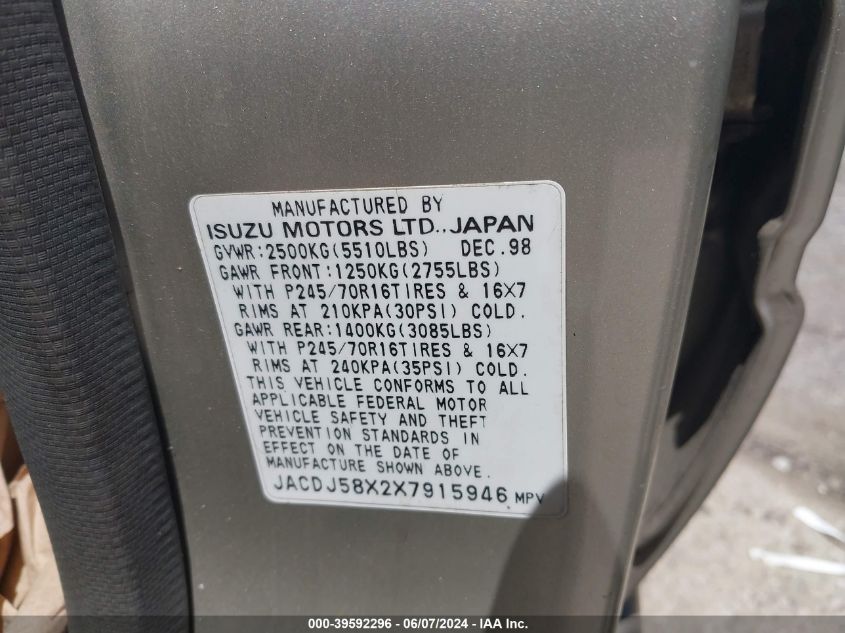 MANUFACTURED BY
ISUZU MOTORS LTD., JAPAN
GVWR:2500KG(5510LBS) DEC.98
GAWR FRONT:1250KG(2755LBS)
WITH P245/70R16TIRES & 16X7
RIMS AT 210KPA(30PSI) COLD.
GAWR REAR:1400KG(3085LBS)
WITH P245/70R16TIRES & 16X7
RIMS AT 240KPA(35PSI) COLD.
THIS VEHICLE CONFORMS TO ALL
APPLICABLE FEDERAL MOTOR
VEHICLE SAFETY AND THEFT
PREVENTION STANDARDS IN
EFFECT ON THE DATE OF
MANUFACTURE SHOWN ABOVE.
JACDJ58X2X7915946 MPV
000-39592296 - 06/07/2024 - IAA Inc.